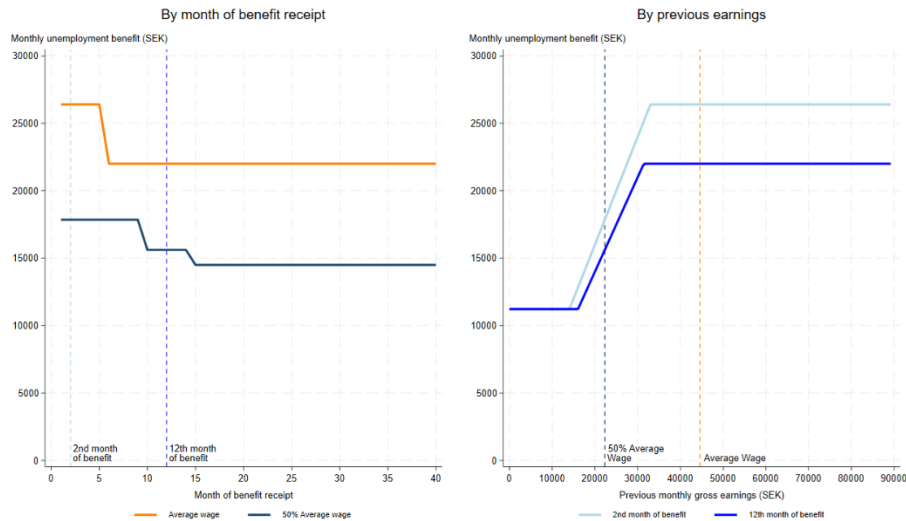 By month of benefit receipt
Monthly unemployment benefit (SEK)
30000
25000
20000
15000
10000
5000
0
2nd month
of benefit
12th month
of benefit
0 5 10 15 20 25 30 35 40
Month of benefit receipt
Average wage 50% Average wage
By previous earnings
Monthly unemployment benefit (SEK)
30000
25000
20000
15000
10000
5000
0
50% Average
Wage
Average Wage
0 10000 20000 30000 40000 50000 60000 70000 80000 90000
Previous monthly gross earnings (SEK)
2nd month of benefit 12th month of benefit